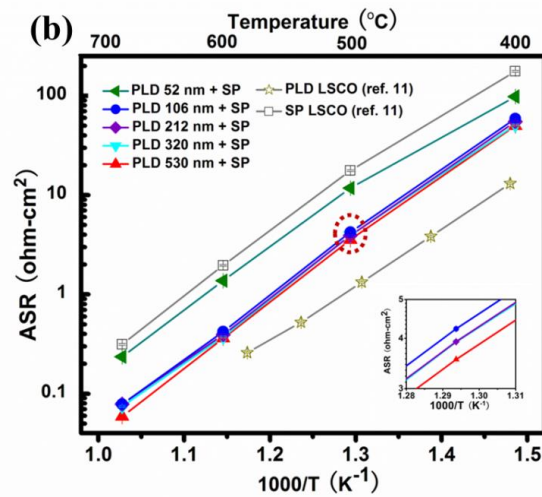 (b)
Temperature (°C)
700 600 500 400
PLD 52 nm + SP
PLD 106 nm + SP
PLD 212 nm + SP
PLD 320 nm + SP
PLD 530 nm + SP
PLD LSCO (ref. 11)
SP LSCO (ref. 11)
ASR (ohm-cm²)
100
10
1
0.1
ASR (ohm-cm²)
5
4
3
1.28 1.29 1.30 1.31
1000/T (K⁻¹)
1.0 1.1 1.2 1.3 1.4 1.5
1000/T (K⁻¹)